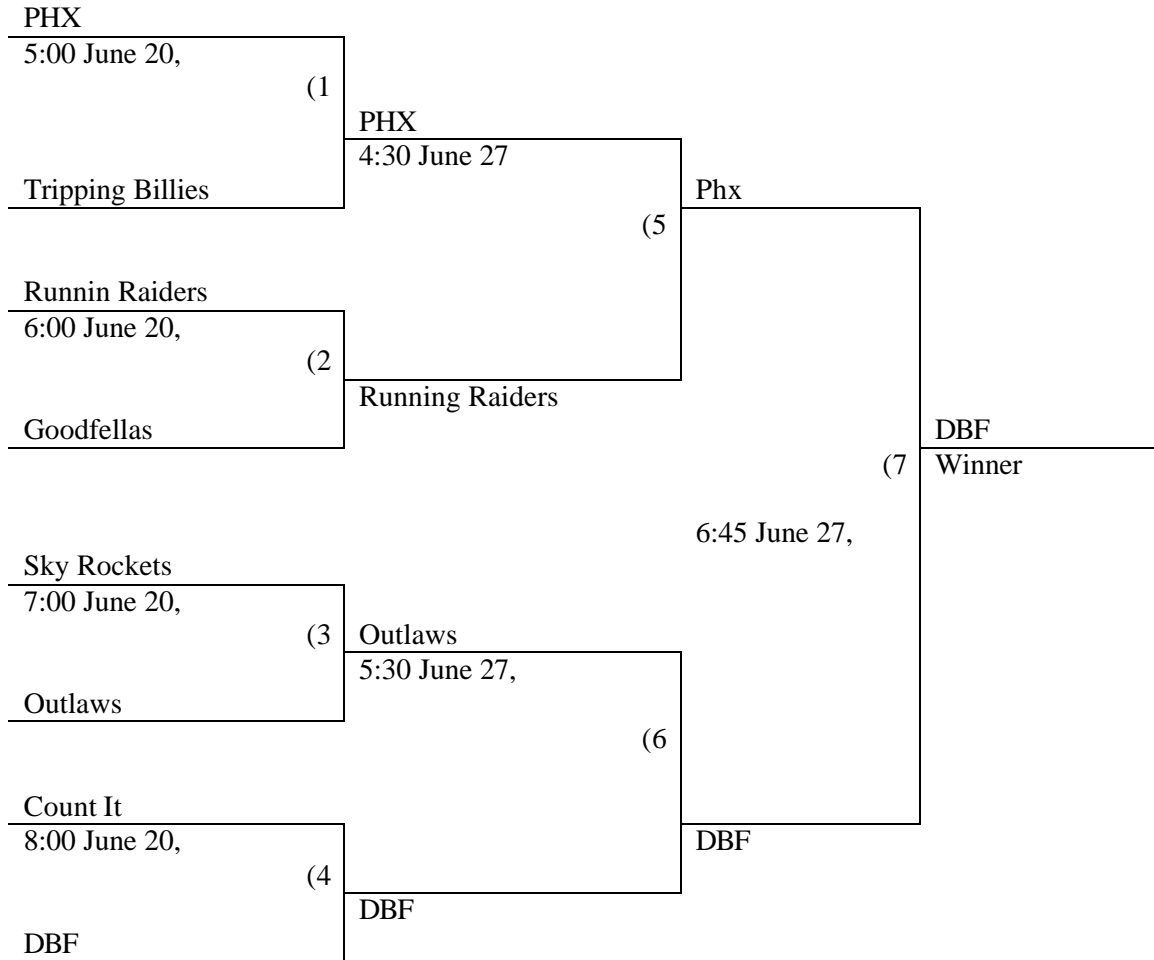 PHX
5:00 June 20,
(1
PHX
4:30 June 27
Tripping Billies
Phx
(5
Runnin Raiders
6:00 June 20,
(2
Running Raiders
Goodfellas
DBF
(7
Winner
6:45 June 27,
Sky Rockets
7:00 June 20,
(3
Outlaws
5:30 June 27,
Outlaws
(6
Count It
8:00 June 20,
DBF
(4
DBF
DBF